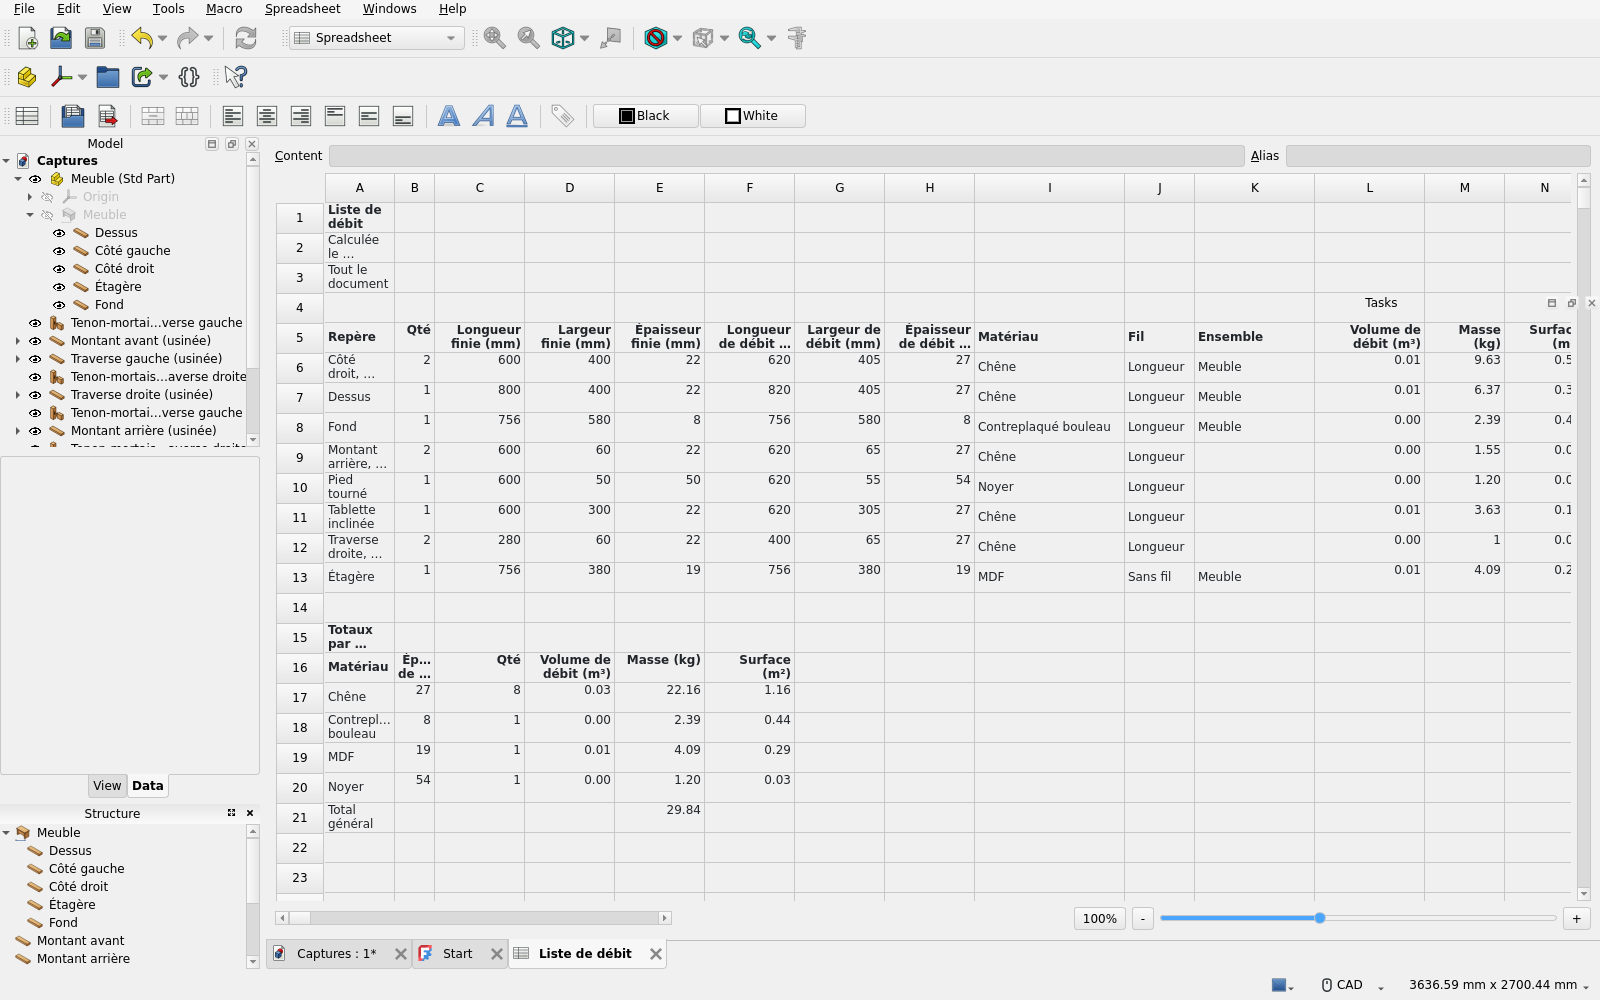 File Edit View Tools Macro Spreadsheet Windows Help
Spreadsheet
Black White
Model
Captures
Meuble (Std Part)
Origin
Meuble
Dessus
Côté gauche
Côté droit
Étagère
Fond
Tenon-mortai...verse gauche
Montant avant (usinée)
Traverse gauche (usinée)
Tenon-mortais...averse droite
Traverse droite (usinée)
Tenon-mortai...verse gauche
Montant arrière (usinée)
View Data
Structure
Meuble
Dessus
Côté gauche
Côté droit
Étagère
Fond
Montant avant
Montant arrière
Content Alias
A B C D E F G H I J K L M N
1 Liste de débit
2 Calculée le ...
3 Tout le document
4
Tasks
5 Repère Qté Longueur finie (mm) Largeur finie (mm) Épaisseur finie (mm) Longueur de débit ... Largeur de débit (mm) Épaisseur de débit ... Matériau Fil Ensemble Volume de débit (m³) Masse (kg)
6 Côté droit, ... 2 600 400 22 620 405 27 Chêne Longueur Meuble 0.01 9.63 0.5
7 Dessus 1 800 400 22 820 405 27 Chêne Longueur Meuble 0.01 6.37 0.3
8 Fond 1 756 580 8 756 580 8 Contreplaqué bouleau Longueur Meuble 0.00 2.39 0.4
9 Montant arrière, ... 2 600 60 22 620 65 27 Chêne Longueur 0.00 1.55 0.0
10 Pied tourné 1 600 50 50 620 55 54 Noyer Longueur 0.00 1.20 0.0
11 Tablette inclinée 1 600 300 22 620 305 27 Chêne Longueur 0.01 3.63 0.1
12 Traverse droite, ... 2 280 60 22 400 65 27 Chêne Longueur 0.00 1 0.0
13 Étagère 1 756 380 19 756 380 19 MDF Sans fil Meuble 0.01 4.09 0.2
14
15 Totaux par ...
16 Matériau Ép... de ... Qté Volume de débit (m³) Masse (kg) Surface (m²)
17 Chêne 27 8 0.03 22.16 1.16
18 Contrepl... bouleau 8 1 0.00 2.39 0.44
19 MDF 19 1 0.01 4.09 0.29
20 Noyer 54 1 0.00 1.20 0.03
21 Total général 29.84
22
23
100% - +
Captures : 1* Start Liste de débit
CAD 3636.59 mm x 2700.44 mm